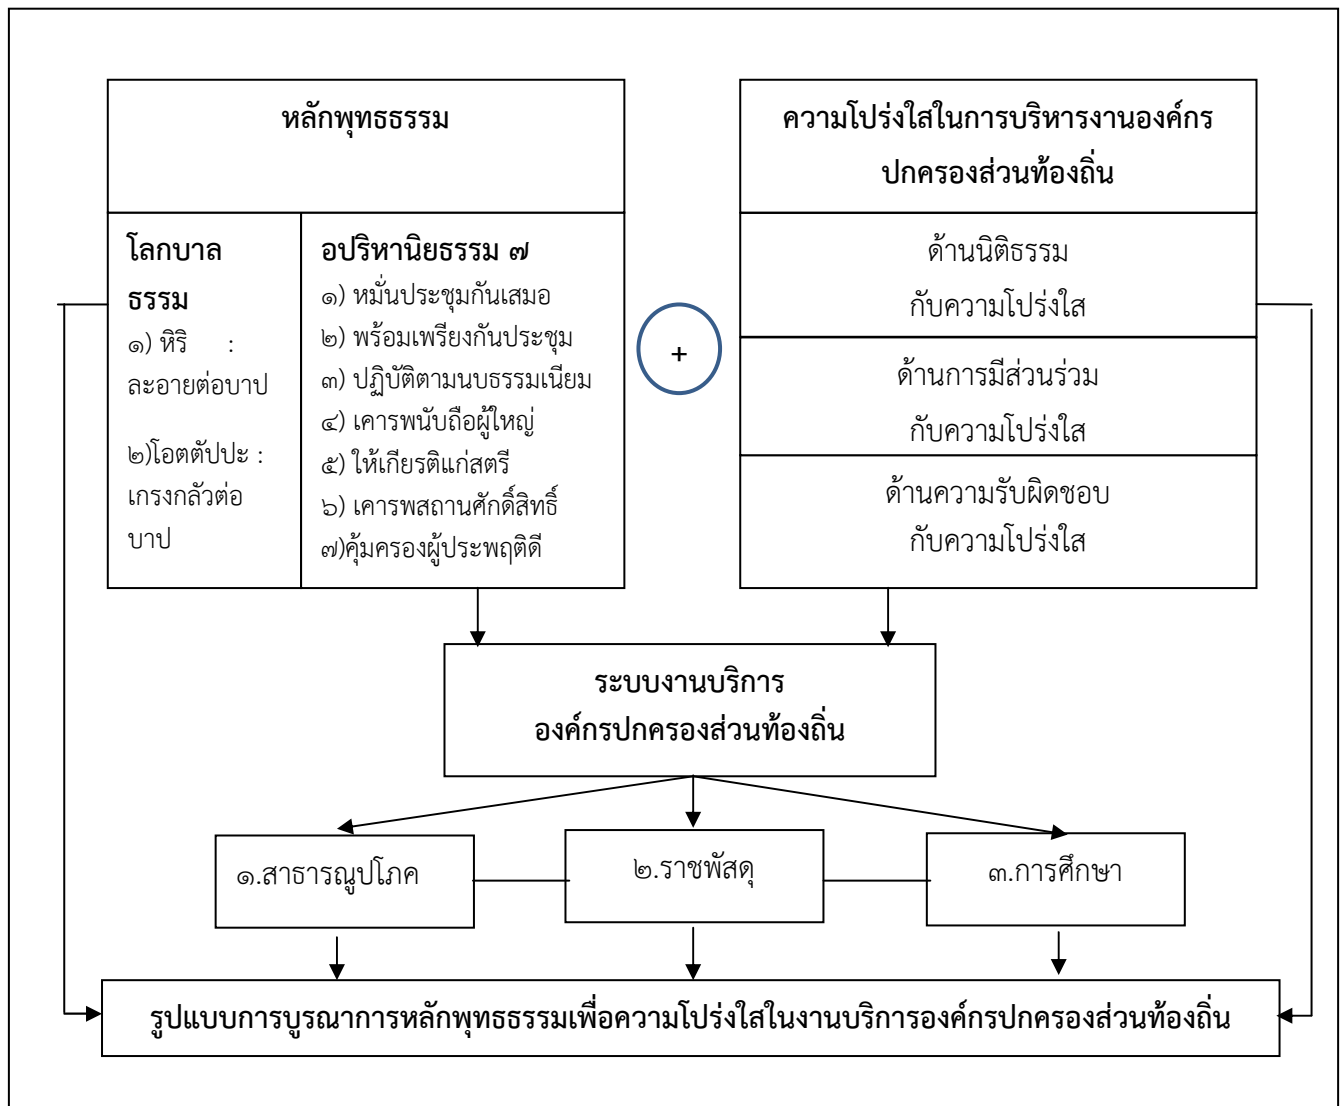 หลักพุทธธรรม
โลกบาล
ธรรม
๑) หิริ :
ละอายต่อบาป
๒)โอตตัปปะ :
เกรงกลัวต่อ
บาป
อปริหานิยธรรม ๗
๑) หมั่นประชุมกันเสมอ
๒) พร้อมเพรียงกันประชุม
๓) ปฏิบัติตามนบธรรมเนียม
๔) เคารพนับถือผู้ใหญ่
๕) ให้เกียรติแก่สตรี
๖) เคารพสถานศักดิ์สิทธิ์
๗)คุ้มครองผู้ประพฤติดี
+
ความโปร่งใสในการบริหารงานองค์กร
ปกครองส่วนท้องถิ่น
ด้านนิติธรรม
กับความโปร่งใส
ด้านการมีส่วนร่วม
กับความโปร่งใส
ด้านความรับผิดชอบ
กับความโปร่งใส
ระบบงานบริการ
องค์กรปกครองส่วนท้องถิ่น
๑.สาธารณูปโภค
๒.ราชพัสดุ
๓.การศึกษา
รูปแบบการบูรณาการหลักพุทธธรรมเพื่อความโปร่งใสในงานบริการองค์กรปกครองส่วนท้องถิ่น